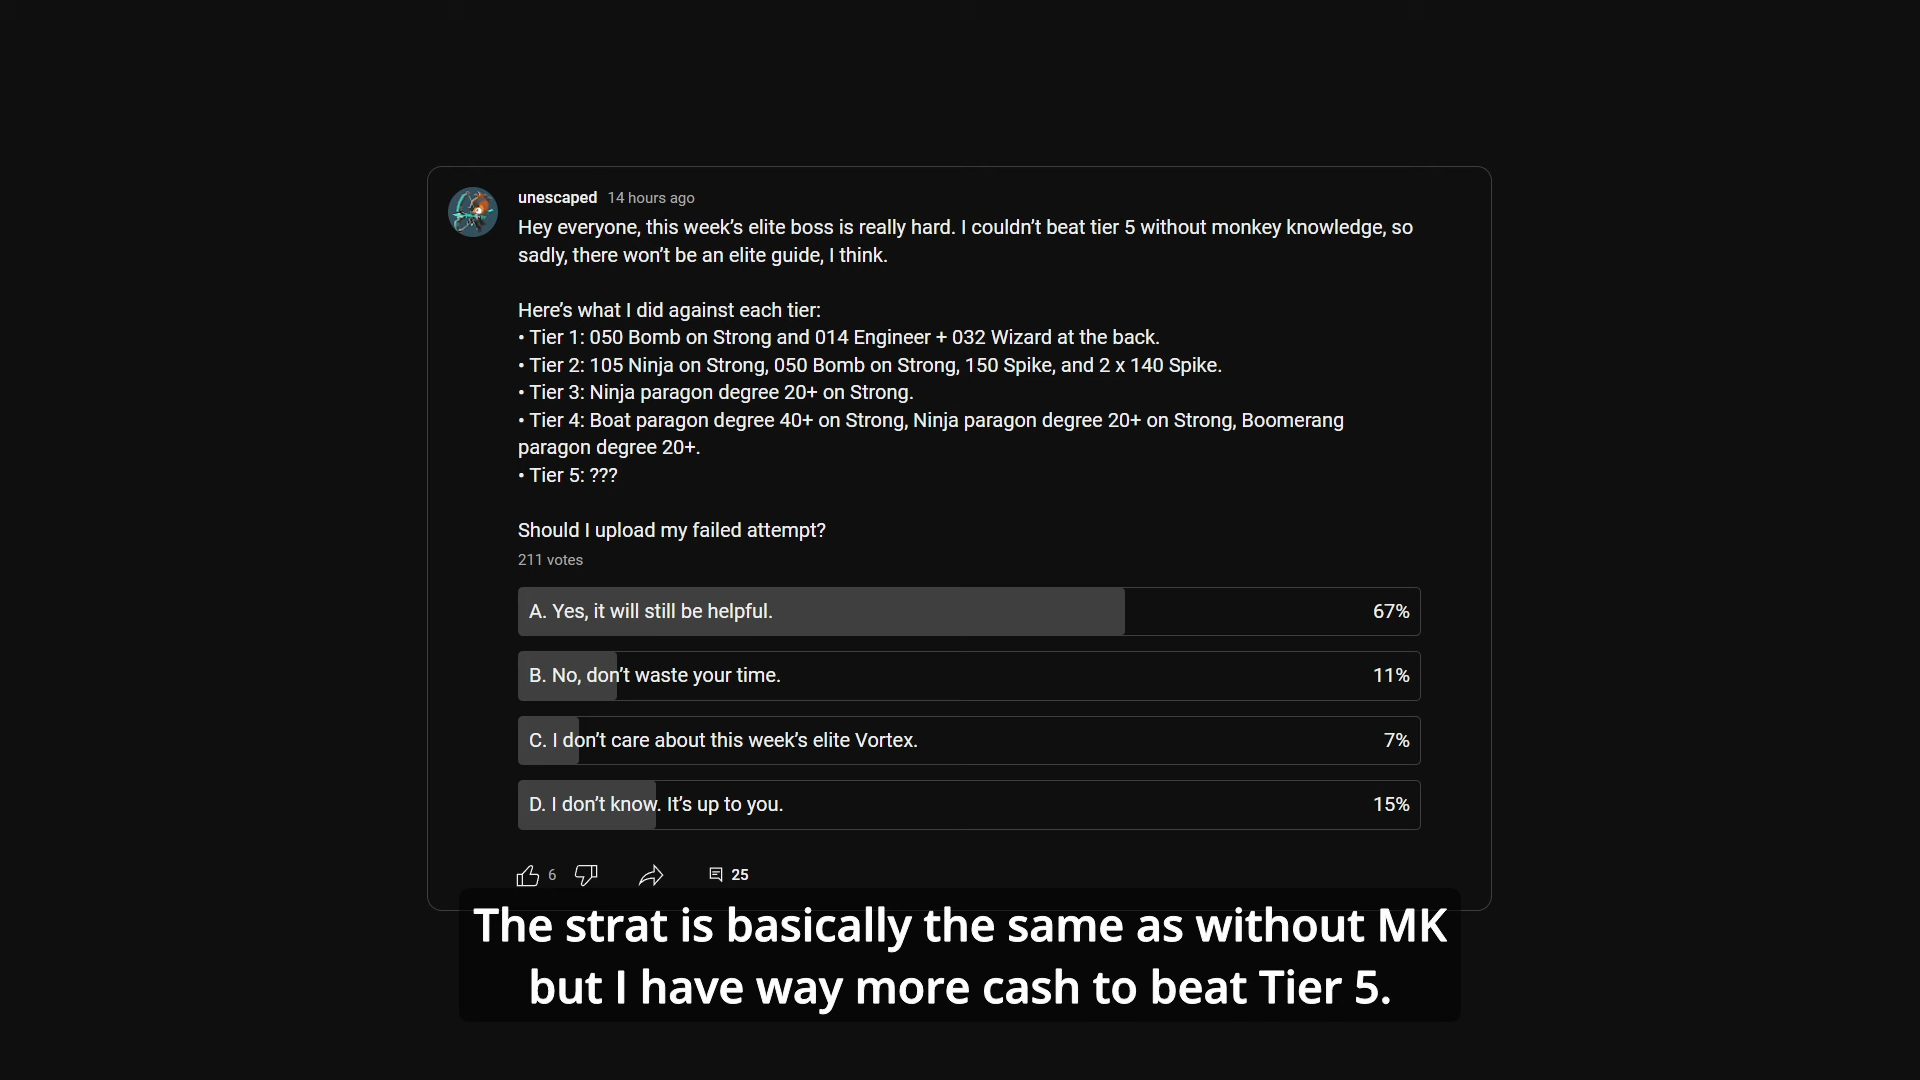 unescaped 14 hours ago
Hey everyone, this week’s elite boss is really hard. I couldn’t beat tier 5 without monkey knowledge, so
sadly, there won’t be an elite guide, I think.
Here’s what I did against each tier:
• Tier 1: 050 Bomb on Strong and 014 Engineer + 032 Wizard at the back.
• Tier 2: 105 Ninja on Strong, 050 Bomb on Strong, 150 Spike, and 2 x 140 Spike.
• Tier 3: Ninja paragon degree 20+ on Strong.
• Tier 4: Boat paragon degree 40+ on Strong, Ninja paragon degree 20+ on Strong, Boomerang
paragon degree 20+.
• Tier 5: ???
Should I upload my failed attempt?
211 votes
A. Yes, it will still be helpful. 67%
B. No, don’t waste your time. 11%
C. I don’t care about this week’s elite Vortex. 7%
D. I don’t know. It’s up to you. 15%
6 25
The strat is basically the same as without MK
but I have way more cash to beat Tier 5.